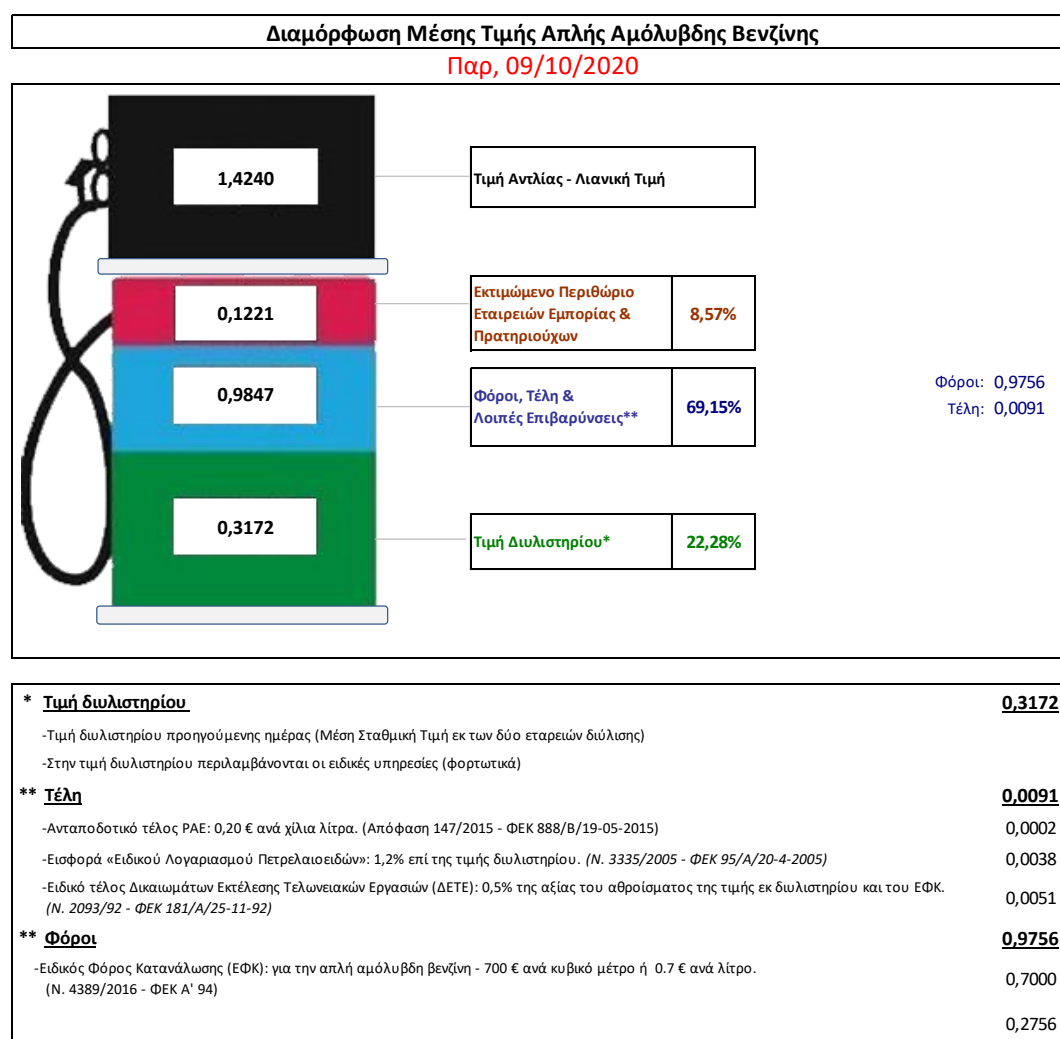 Διαμόρφωση Μέσης Τιμής Απλής Αμόλυβδης Βενζίνης
Παρ, 09/10/2020
1,4240
Τιμή Αντλίας - Λιανική Τιμή
0,1221
Εκτιμώμενο Περιθώριο
Εταιρειών Εμπορίας &
Πρατηριούχων
8,57%
0,9847
Φόροι, Τέλη &
Λοιπές Επιβαρύνσεις**
69,15%
Φόροι: 0,9756
Τέλη: 0,0091
0,3172
Τιμή Διυλιστηρίου*
22,28%
* Τιμή διυλιστηρίου 0,3172
-Τιμή διυλιστηρίου προηγούμενης ημέρας (Μέση Σταθμική Τιμή εκ των δύο εταρειών διύλισης)
-Στην τιμή διυλιστηρίου περιλαμβάνονται οι ειδικές υπηρεσίες (φορτωτικά)
** Τέλη 0,0091
-Ανταποδοτικό τέλος ΡΑΕ: 0,20 € ανά χίλια λίτρα. (Απόφαση 147/2015 - ΦΕΚ 888/Β/19-05-2015) 0,0002
-Εισφορά «Ειδικού Λογαριασμού Πετρελαιοειδών»: 1,2% επί της τιμής διυλιστηρίου. (Ν. 3335/2005 - ΦΕΚ 95/Α/20-4-2005) 0,0038
-Ειδικό τέλος Δικαιωμάτων Εκτέλεσης Τελωνειακών Εργασιών (ΔΕΤΕ): 0,5% της αξίας του αθροίσματος της τιμής εκ διυλιστηρίου και του ΕΦΚ.
(Ν. 2093/92 - ΦΕΚ 181/Α/25-11-92) 0,0051
** Φόροι 0,9756
-Ειδικός Φόρος Κατανάλωσης (ΕΦΚ): για την απλή αμόλυβδη βενζίνη - 700 € ανά κυβικό μέτρο ή 0.7 € ανά λίτρο.
(Ν. 4389/2016 - ΦΕΚ Α' 94) 0,7000
0,2756